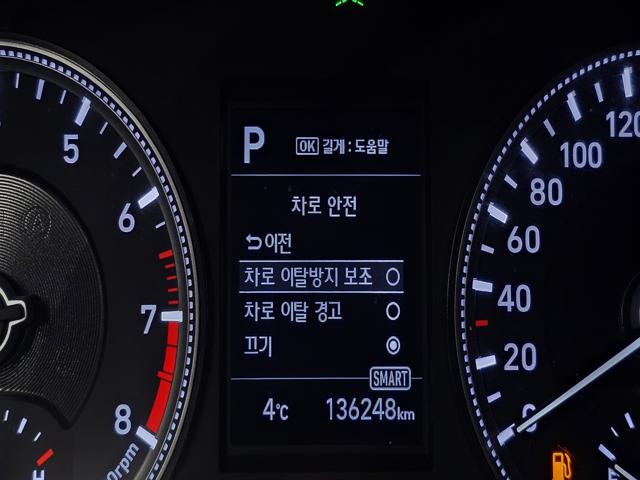 P OK 길게 : 도움말
차로 안전
이전
차로 이탈방지 보조
차로 이탈 경고
끄기
SMART
4℃ 136248km
5
6
7
8
H
120
100
80
60
40
20
0